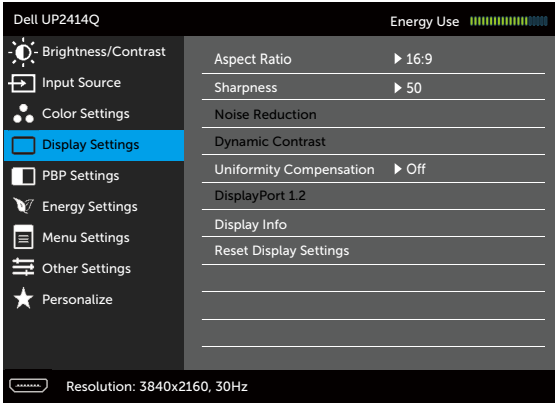 Dell UP2414Q Energy Use
Brightness/Contrast
Input Source
Color Settings
Display Settings
PBP Settings
Energy Settings
Menu Settings
Other Settings
Personalize
Aspect Ratio 16:9
Sharpness 50
Noise Reduction
Dynamic Contrast
Uniformity Compensation Off
DisplayPort 1.2
Display Info
Reset Display Settings
Resolution: 3840x2160, 30Hz